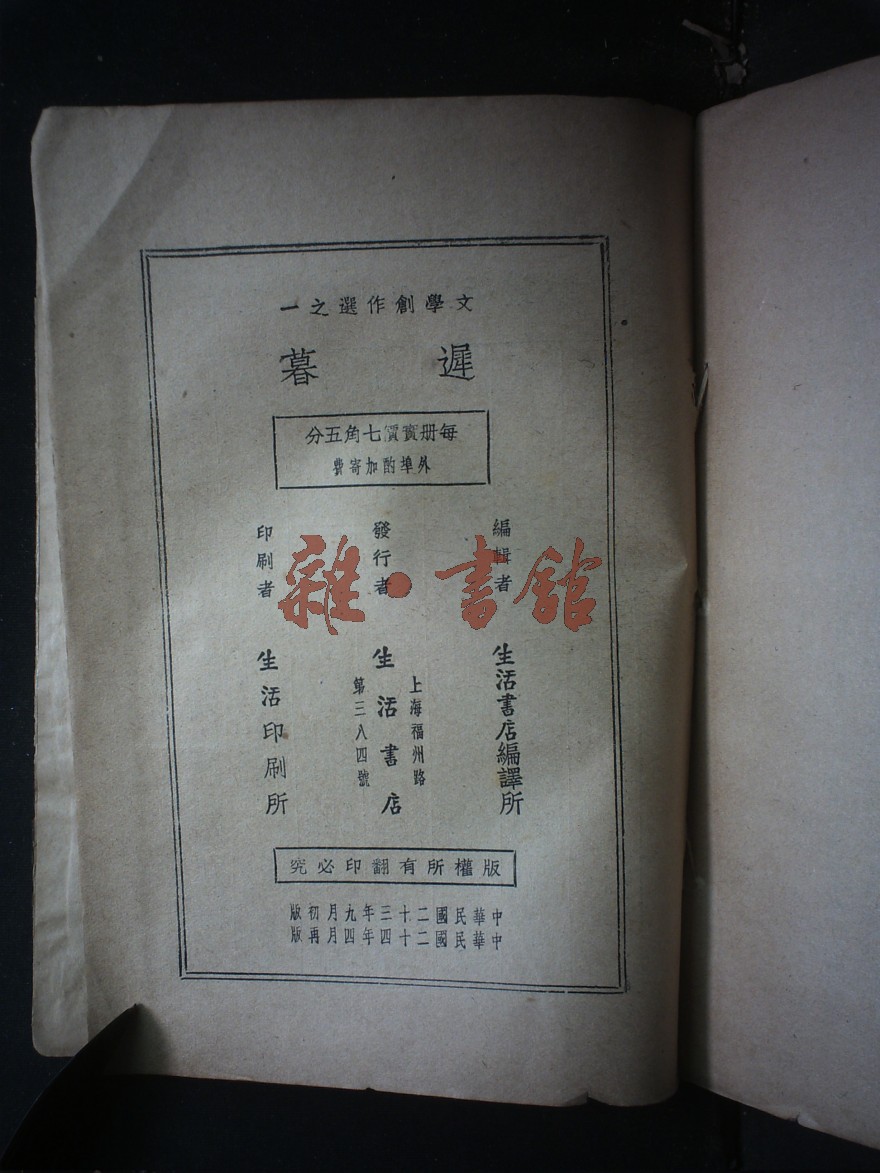 文學創作選之一
遲暮
每册實價七角五分
外埠酌加寄費
編輯者 生活書店編譯所
發行者 生活書店
上海福州路
第三八四號
印刷者 生活印刷所
版權所有翻印必究
中華民國二十三年九月初版
中華民國二十四年四月再版
雜·書館